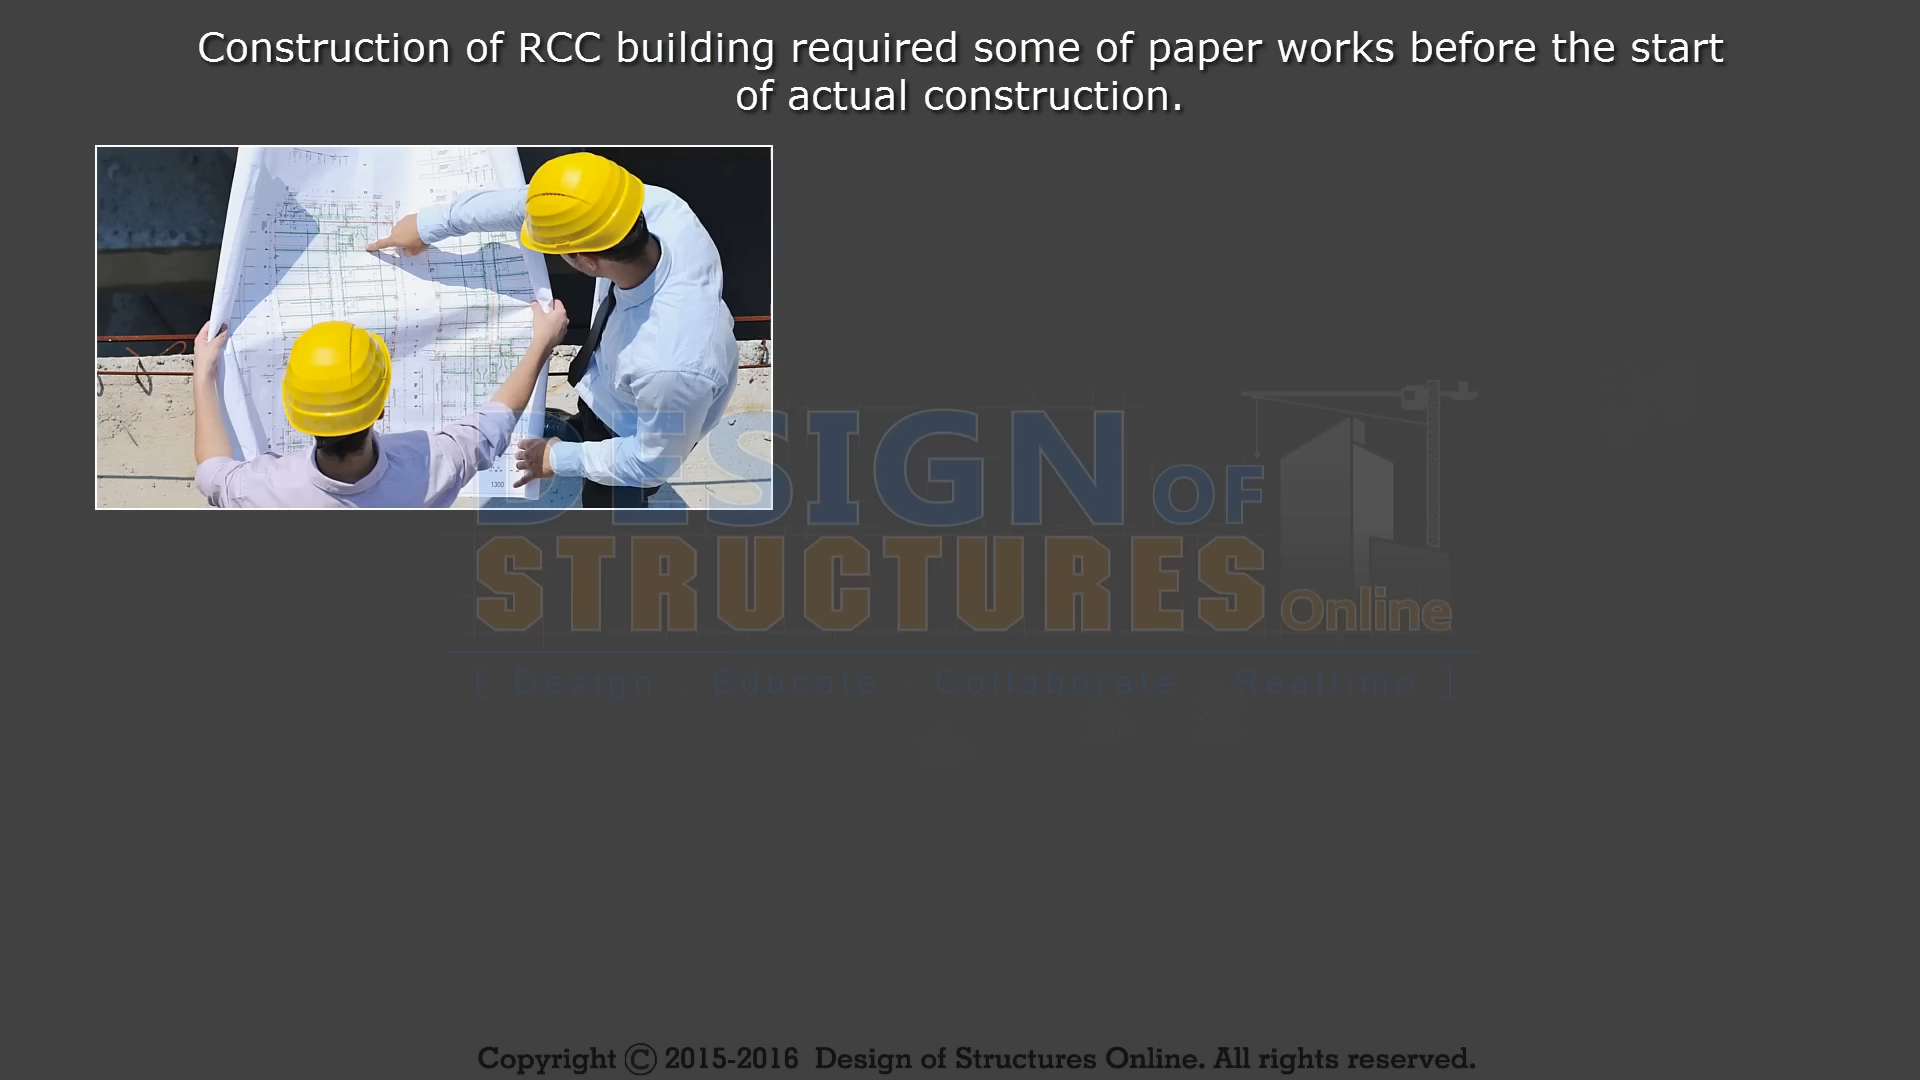 Construction of RCC building required some of paper works before the start
of actual construction.
1300
DESIGN OF
STRUCTURES
Online
[ Design . Educate . Collaborate . Realtime ]
Copyright © 2015-2016 Design of Structures Online. All rights reserved.